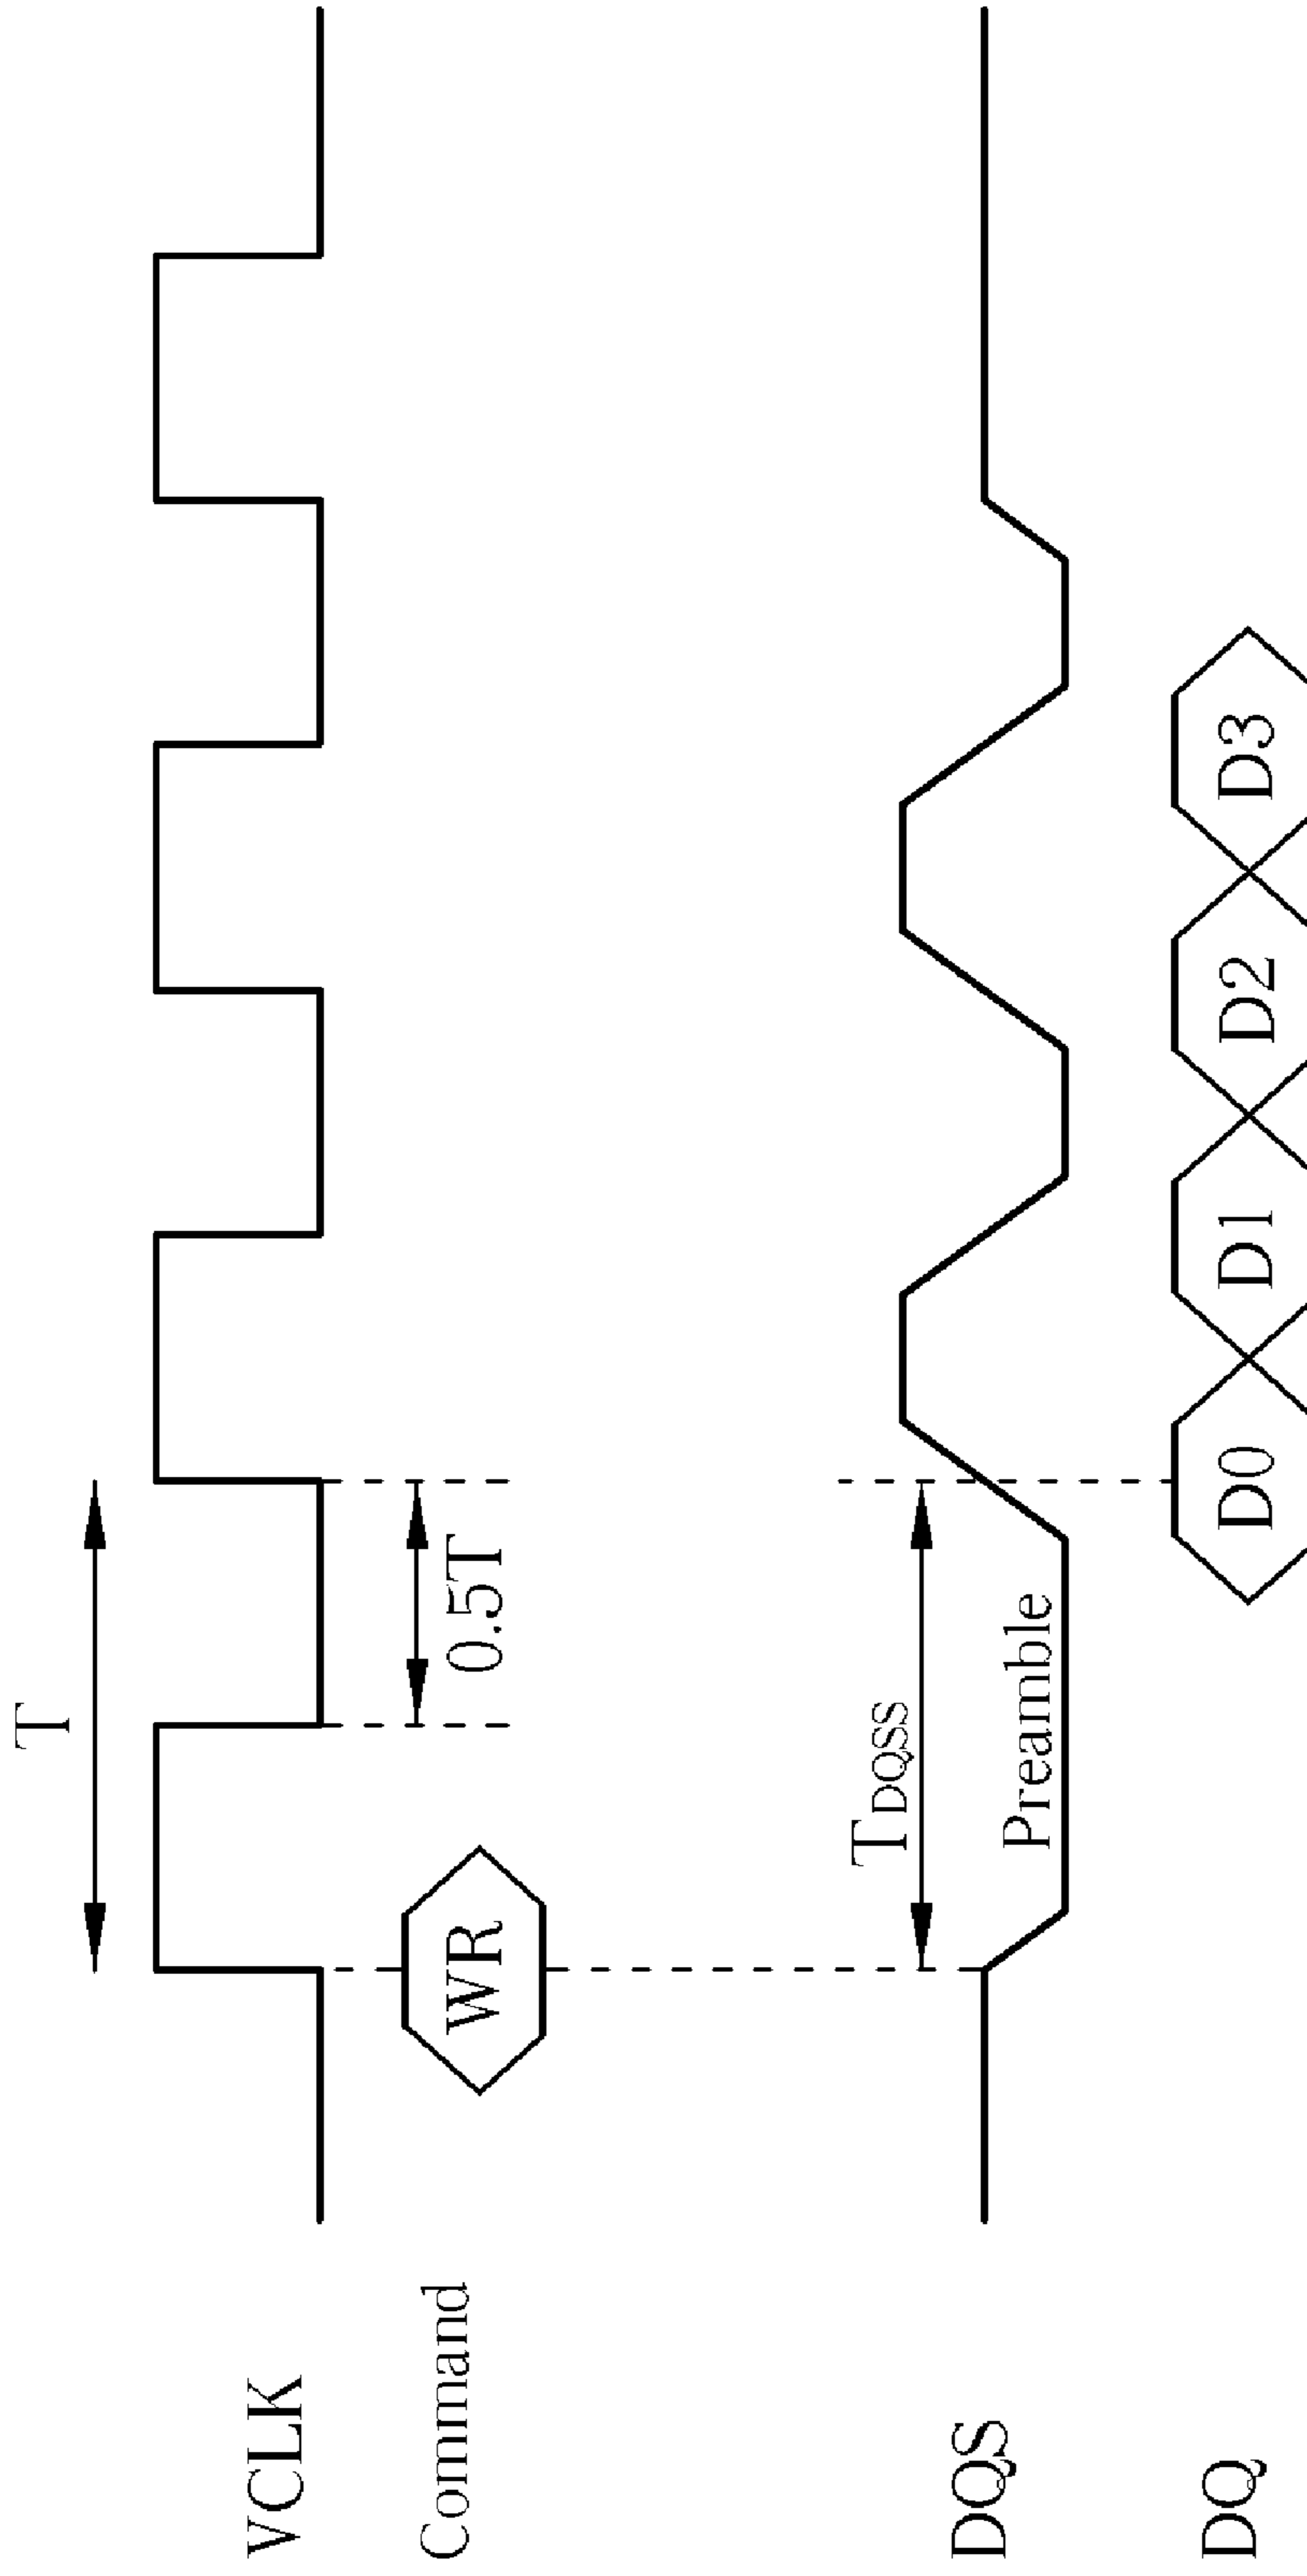 T
VCLK
0.5T
Command
WR
TDQSS
DQS
Preamble
DQ
D0
D1
D2
D3